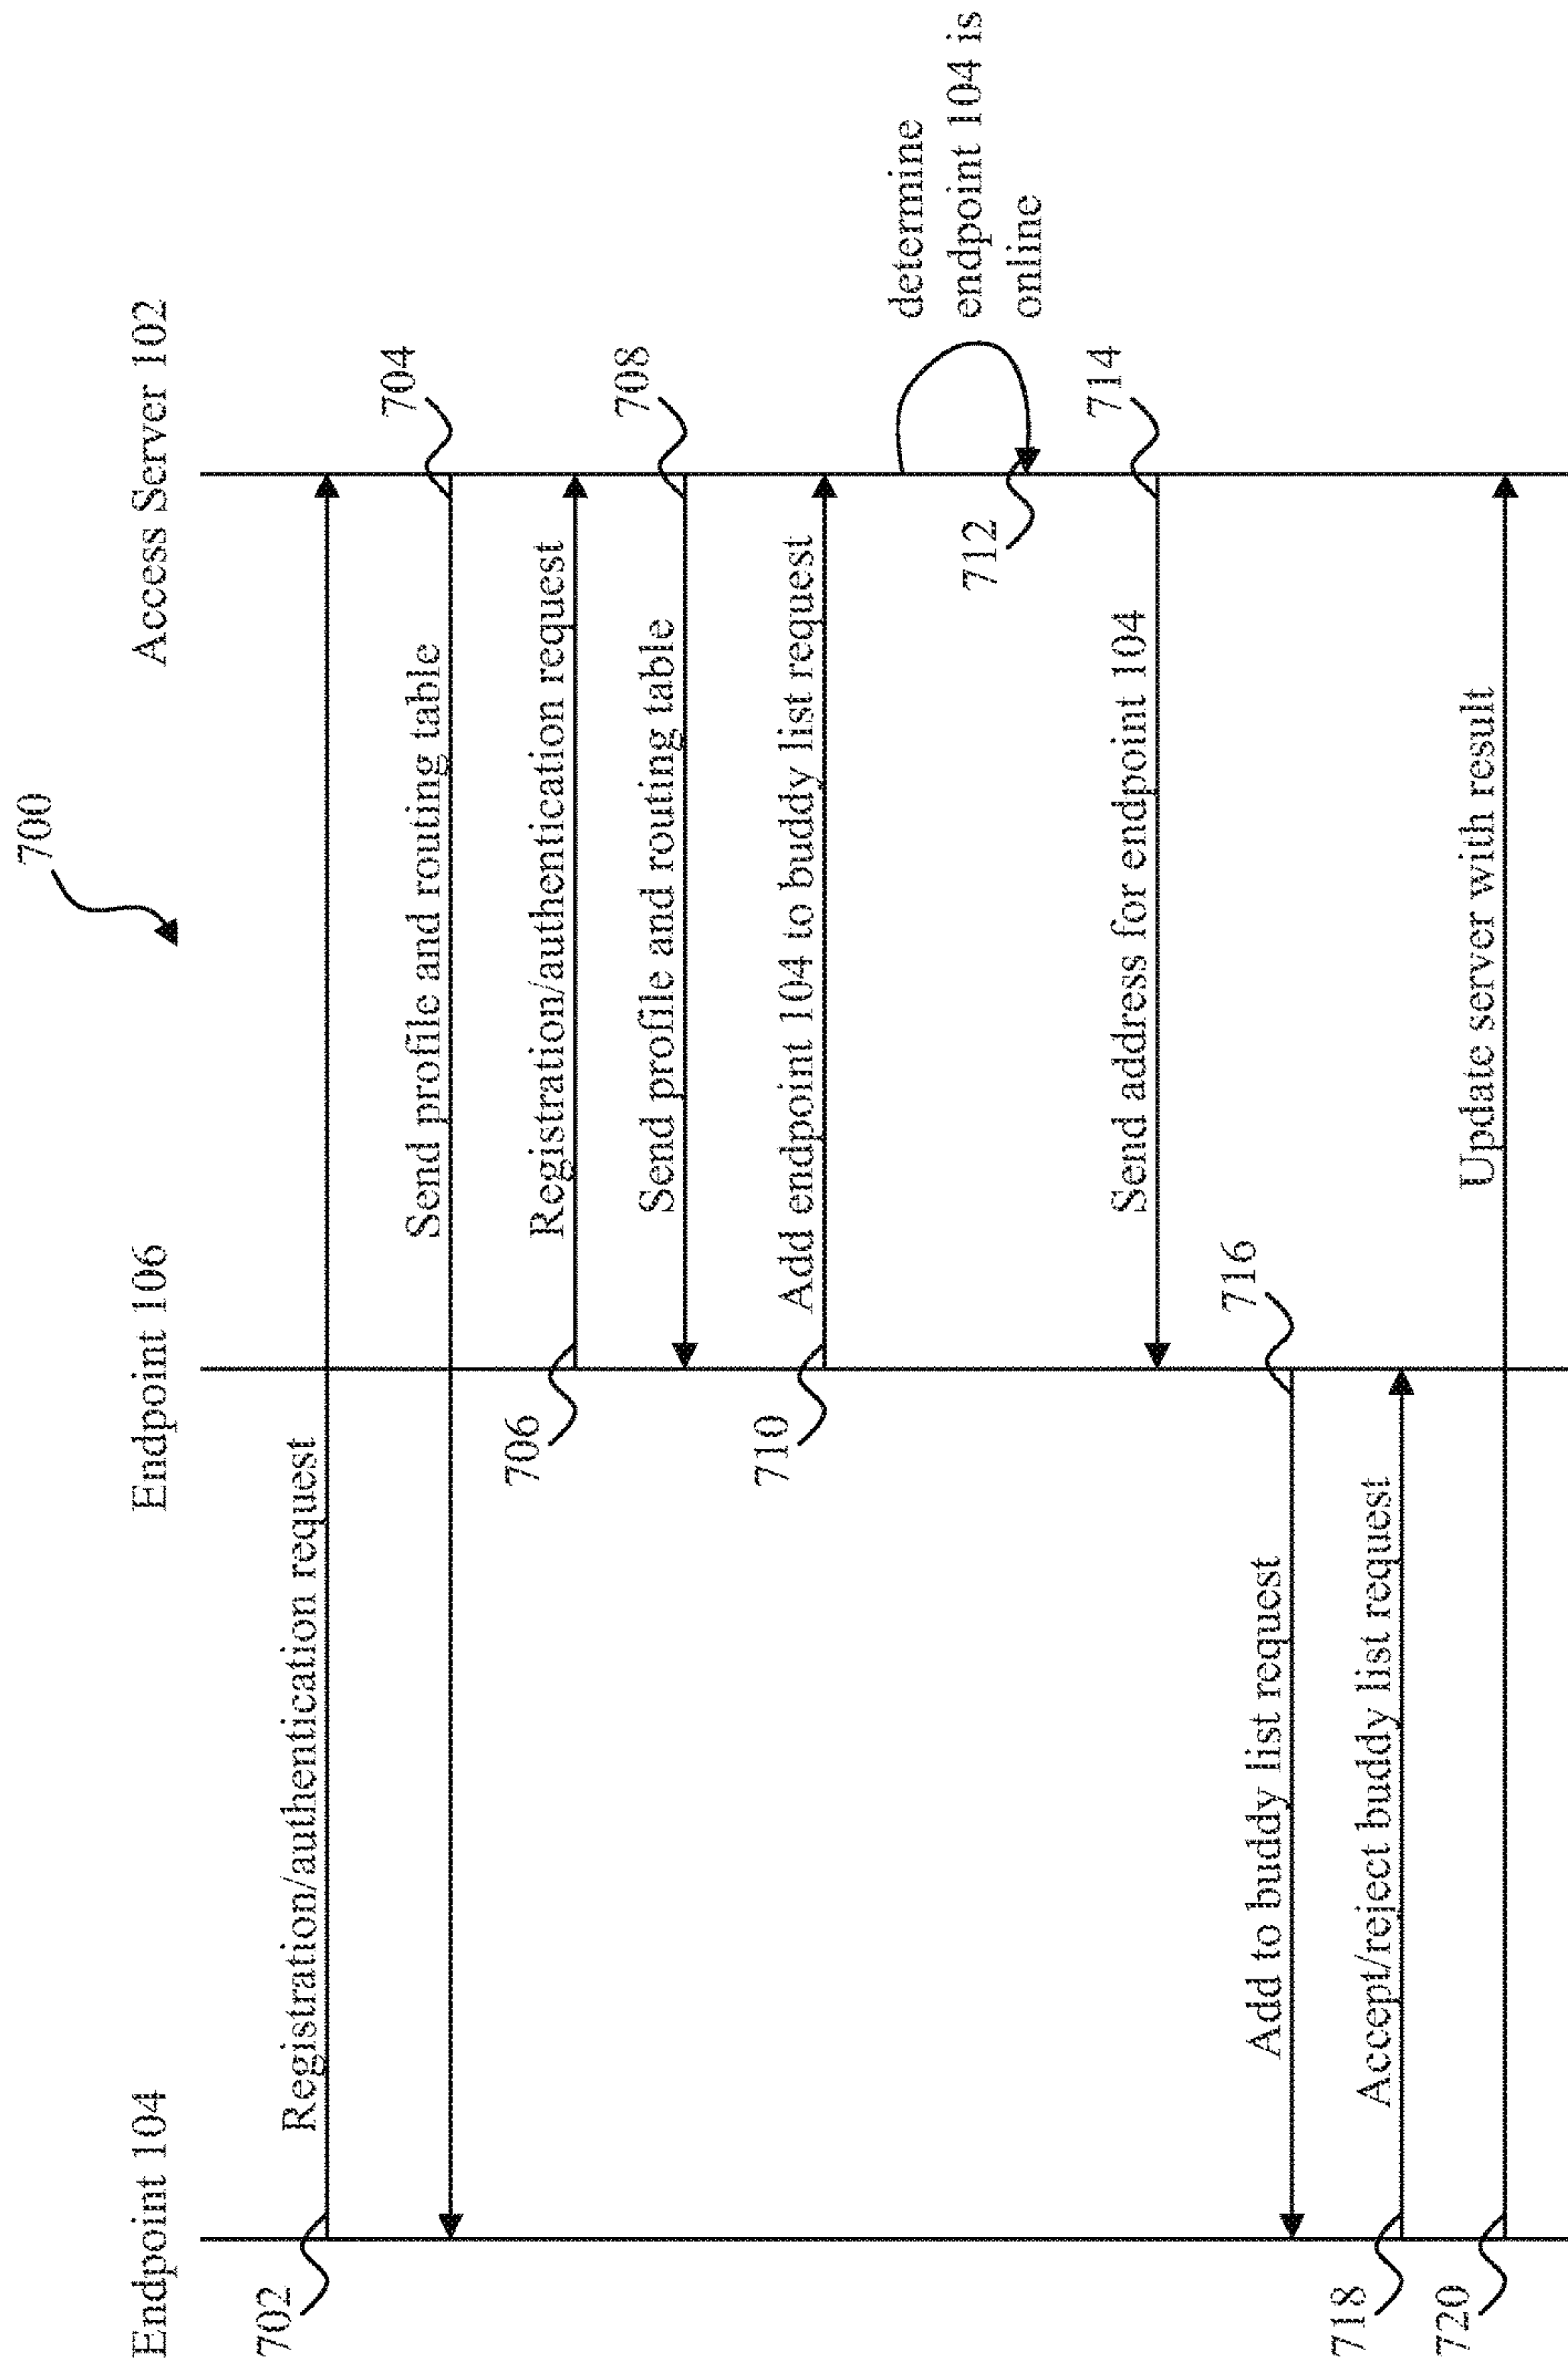 700
Endpoint 104
Endpoint 106
Access Server 102
702
Registration/authentication request
704
Send profile and routing table
706
Registration/authentication request
708
Send profile and routing table
710
Add endpoint 104 to buddy list request
712
determine
endpoint 104 is
online
714
Send address for endpoint 104
716
Add to buddy list request
718
Accept/reject buddy list request
720
Update server with result